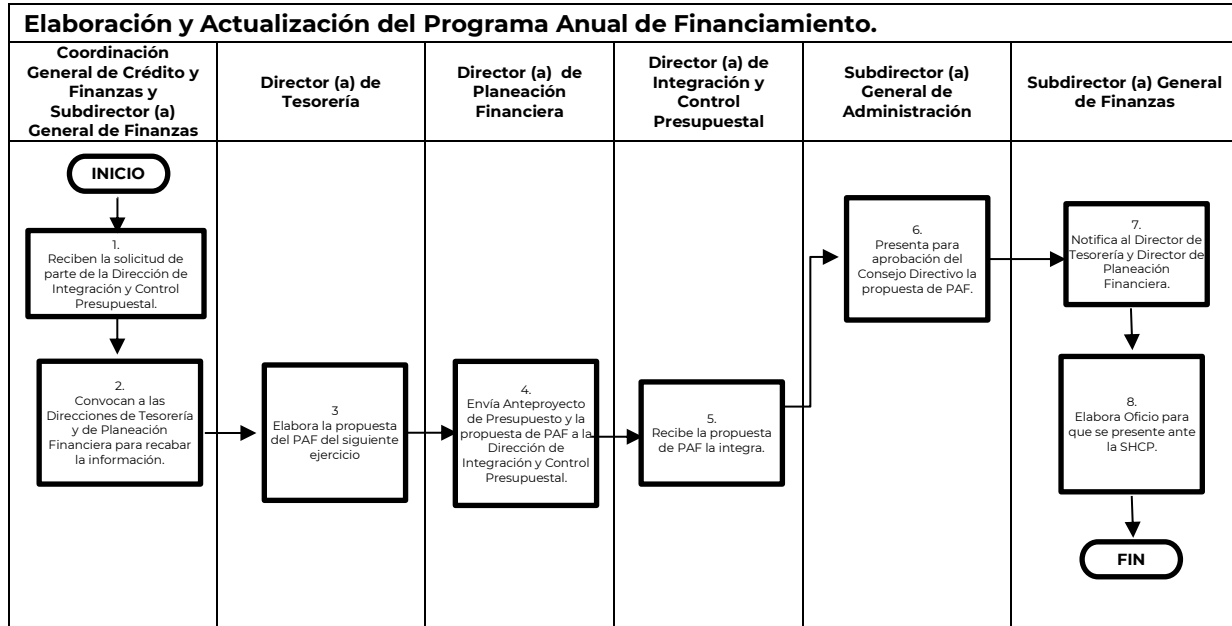 Elaboración y Actualización del Programa Anual de Financiamiento.
Coordinación
General de Crédito y
Finanzas y
Subdirector (a)
General de Finanzas
Director (a) de
Tesorería
Director (a) de
Planeación
Financiera
Director (a) de
Integración y
Control
Presupuestal
Subdirector (a)
General de
Administración
Subdirector (a) General
de Finanzas
INICIO
1.
Reciben la solicitud de
parte de la Dirección de
Integración y Control
Presupuestal.
2.
Convocan a las
Direcciones de Tesorería
y de Planeación
Financiera para recabar
la información.
3
Elabora la propuesta
del PAF del siguiente
ejercicio
4.
Envía Anteproyecto
de Presupuesto y la
propuesta de PAF a la
Dirección de
Integración y Control
Presupuestal.
5.
Recibe la propuesta
de PAF la integra.
6.
Presenta para
aprobación del
Consejo Directivo la
propuesta de PAF.
7.
Notifica al Director de
Tesorería y Director de
Planeación
Financiera.
8.
Elabora Oficio para
que se presente ante
la SHCP.
FIN